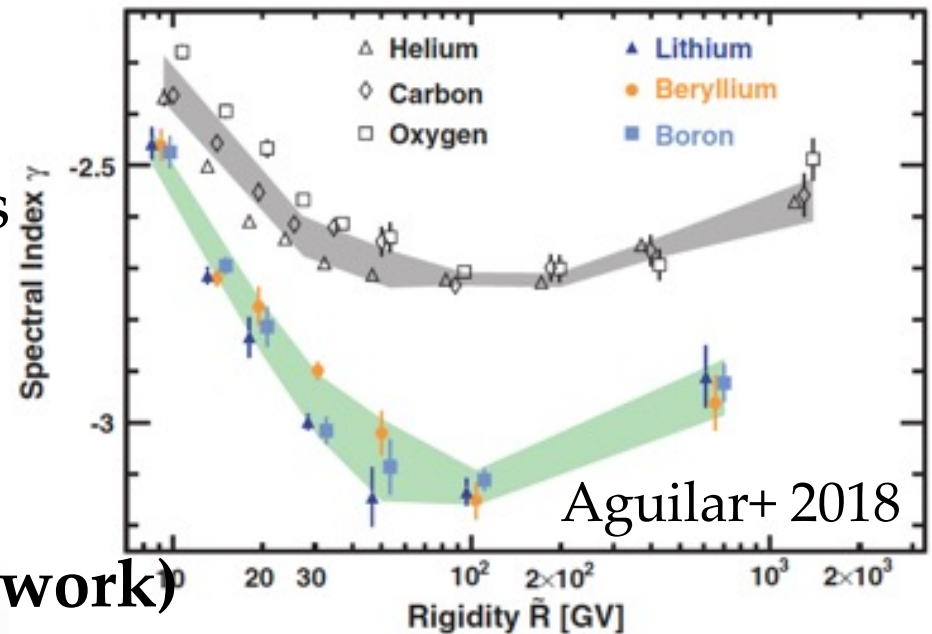 Helium
Carbon
Oxygen
Lithium
Beryllium
Boron
-2.5
-3
Spectral Index γ
s
Aguilar+ 2018
work)
10 20 30 10² 2×10² 10³ 2×10³
Rigidity R̃ [GV]